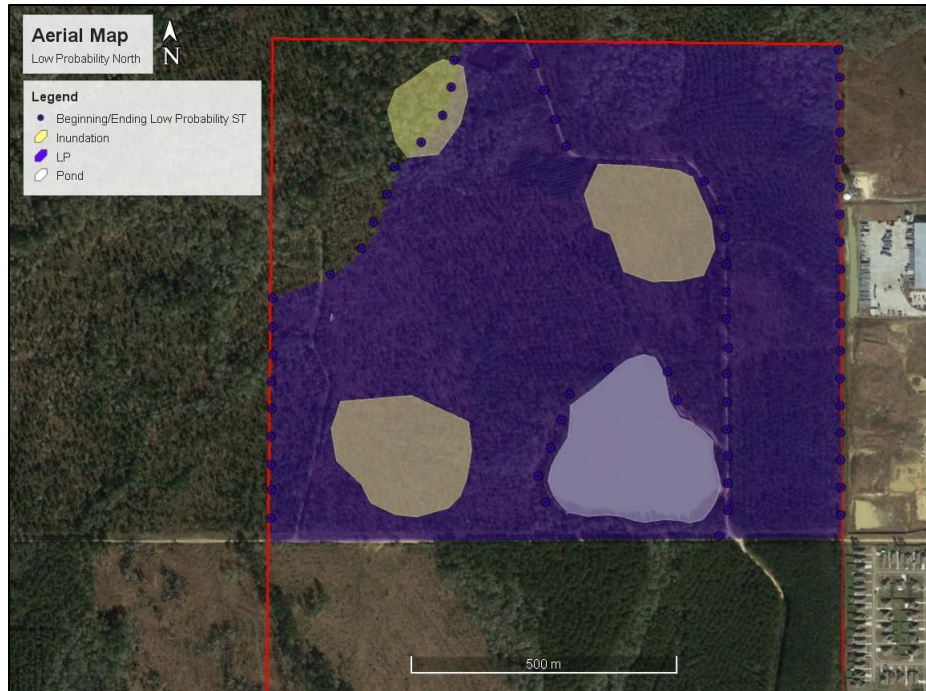 Aerial Map
Low Probability North
N
Legend
Beginning/Ending Low Probability ST
Inundation
LP
Pond
500 m